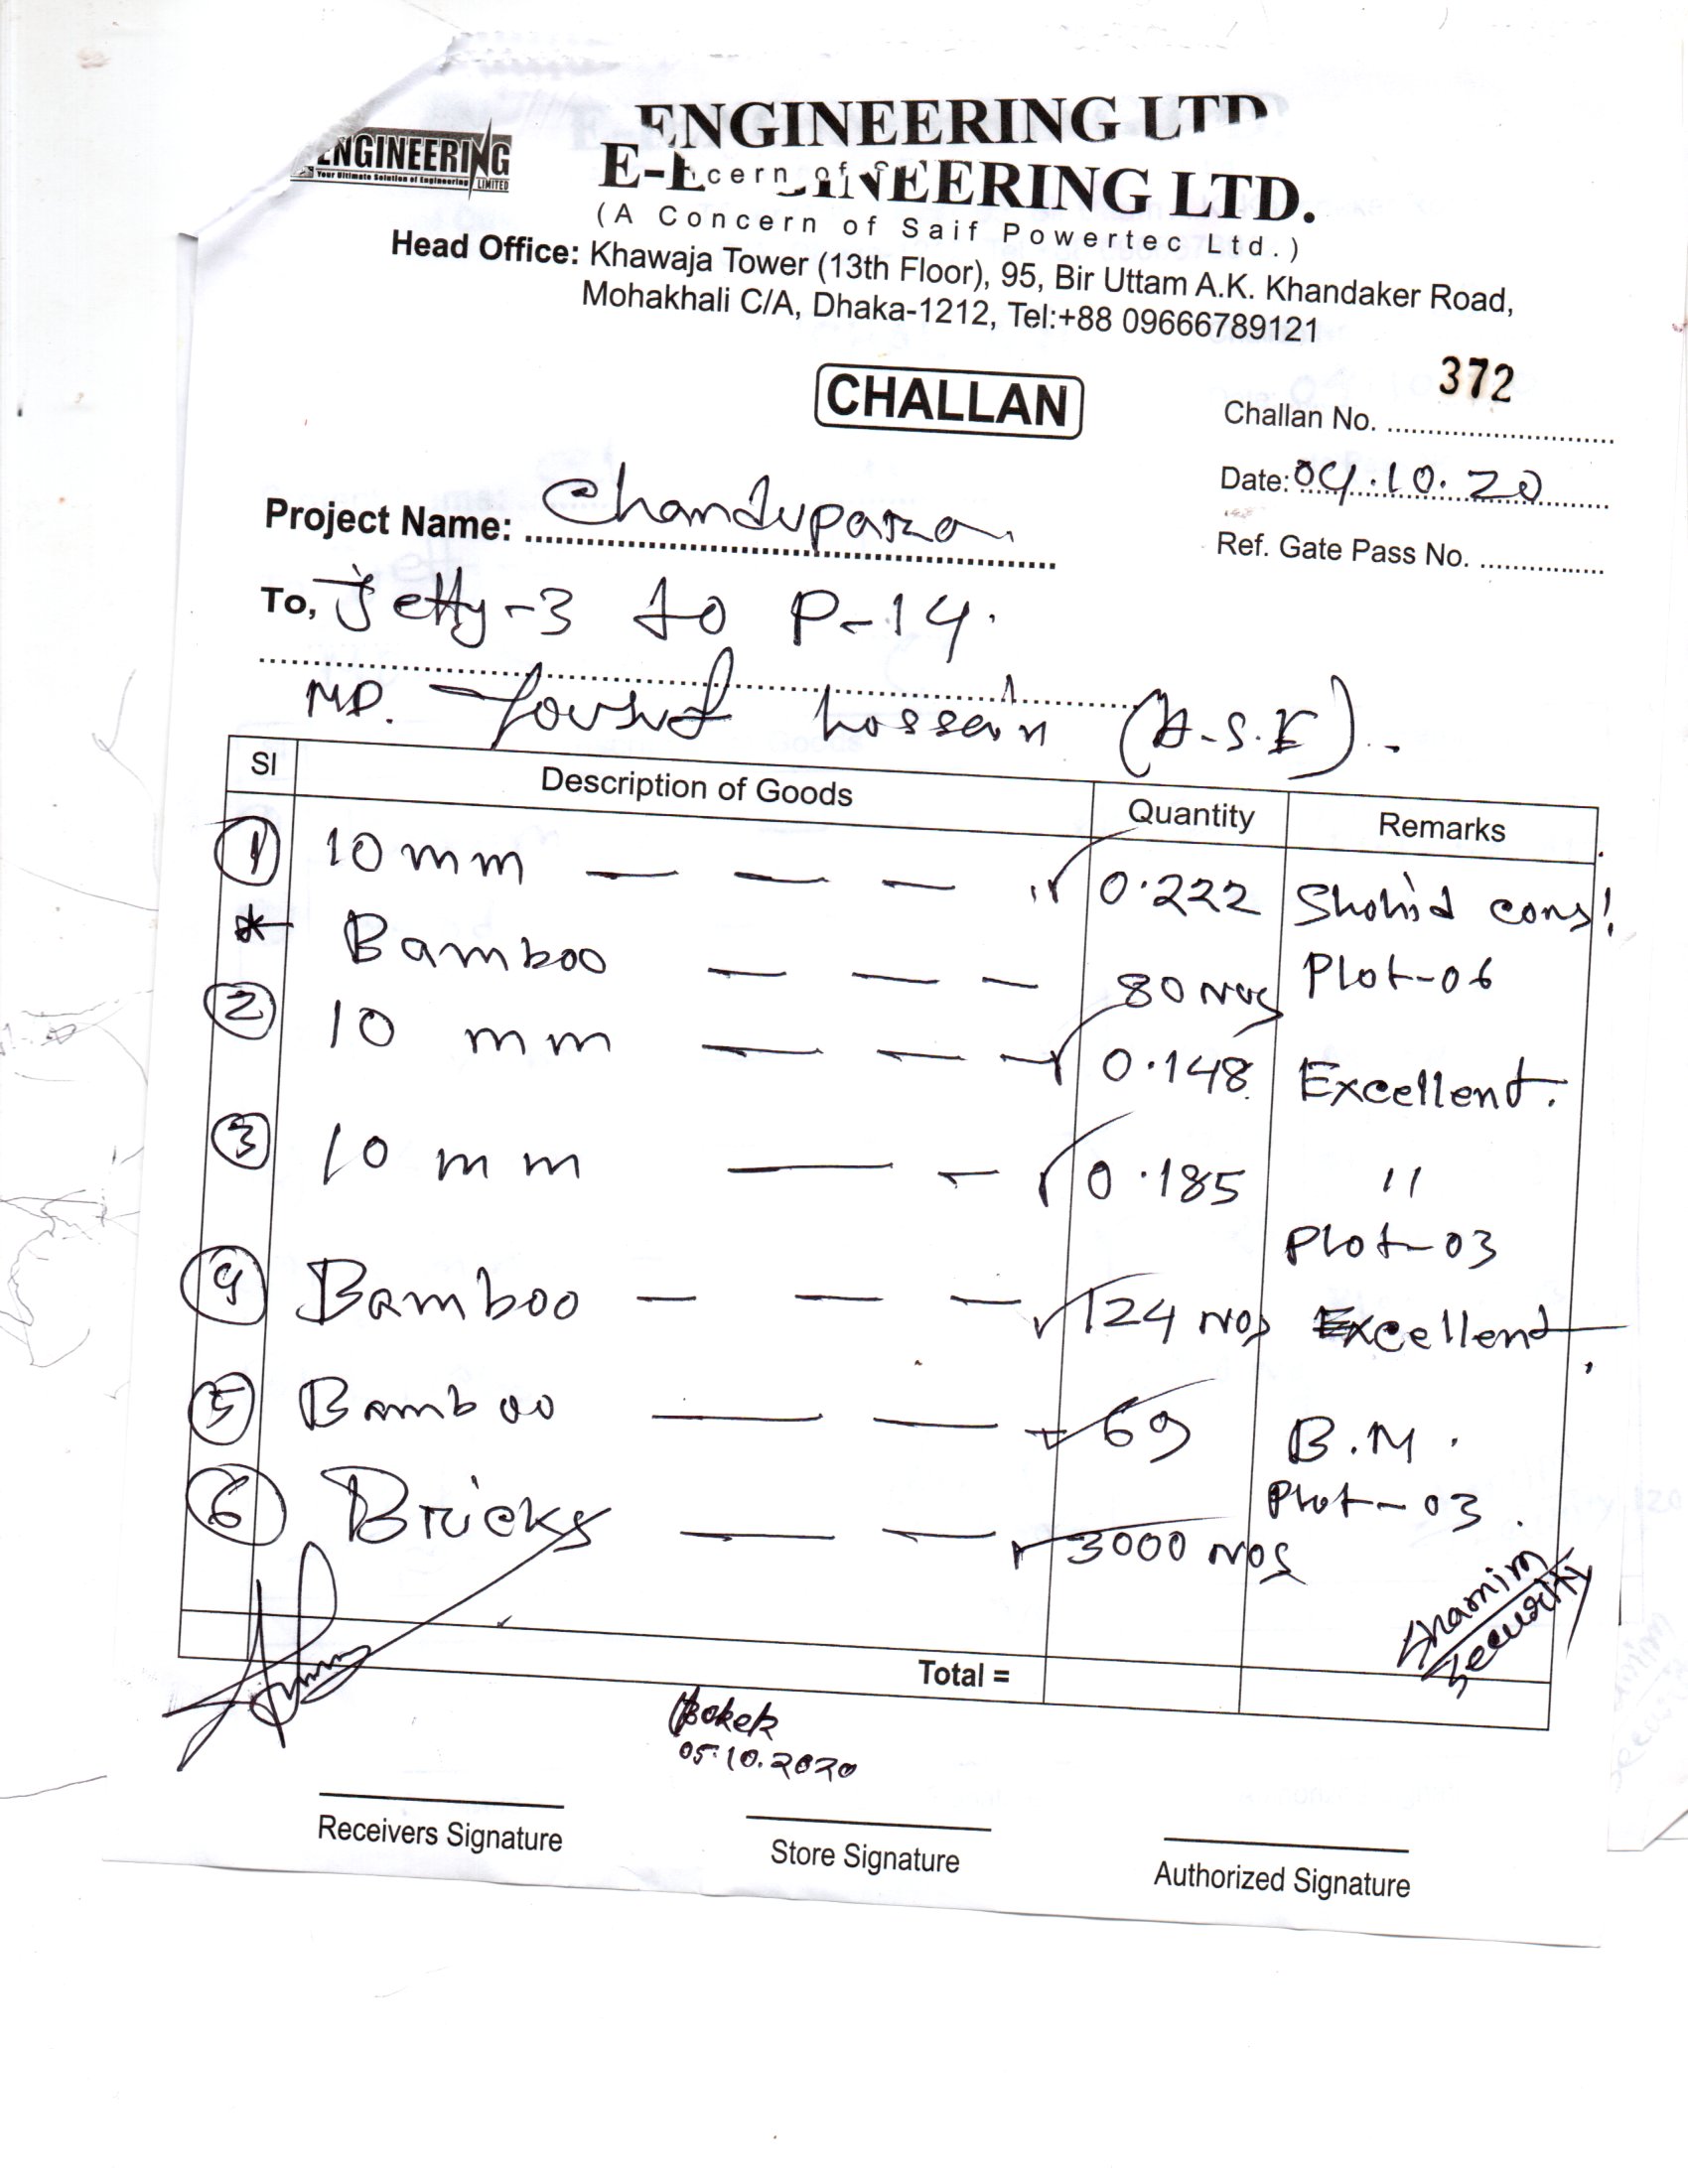 ENGINEERING LTD
ENGINEERING
Your Ultimate Solution of Engineering LIMITED
cern of S
E-E GINEERING LTD.
(A Concern of Saif Powertec Ltd.)
Head Office: Khawaja Tower (13th Floor), 95, Bir Uttam A.K. Khandaker Road,
Mohakhali C/A, Dhaka-1212, Tel:+88 09666789121
CHALLAN
372
Challan No.
Date: 04.10.20
Project Name: Chandupara
Ref. Gate Pass No.
To, Jetty-3 to P-14.
MD. Yousuf hossain (A.S.E).
Sl Description of Goods Quantity Remarks
1 10 mm — — — 0.222 Shohid cons!
* Bamboo — — — 80 Nos Plot-06
2 10 mm — — — 0.148 Excellent.
3 10 mm — — 0.185 "
Plot-03
4 Bamboo — — — 124 Nos Excellent
5 Bamboo — — 69 B.M.
Plot-03.
6 Bricks — — 3000 Nos
Shamim
Security
Total =
05.10.2020
Receivers Signature
Store Signature
Authorized Signature